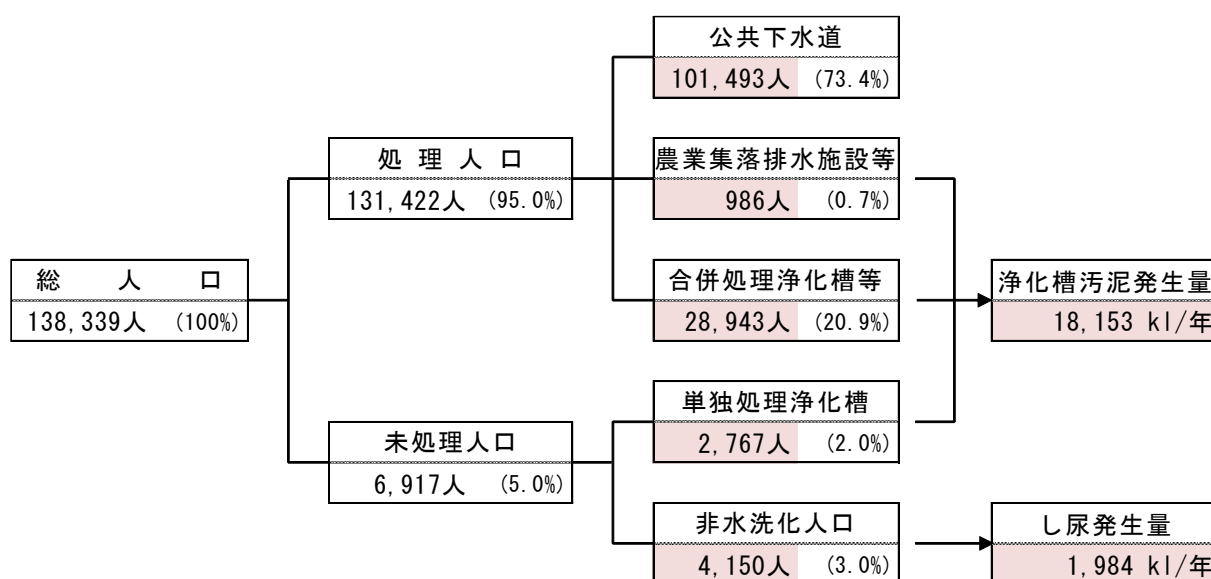 公共下水道
101,493人 (73.4%)
処理人口
131,422人 (95.0%)
農業集落排水施設等
986人 (0.7%)
総人口
138,339人 (100%)
合併処理浄化槽等
28,943人 (20.9%)
浄化槽汚泥発生量
18,153 kl/年
単独処理浄化槽
2,767人 (2.0%)
未処理人口
6,917人 (5.0%)
非水洗化人口
4,150人 (3.0%)
し尿発生量
1,984 kl/年